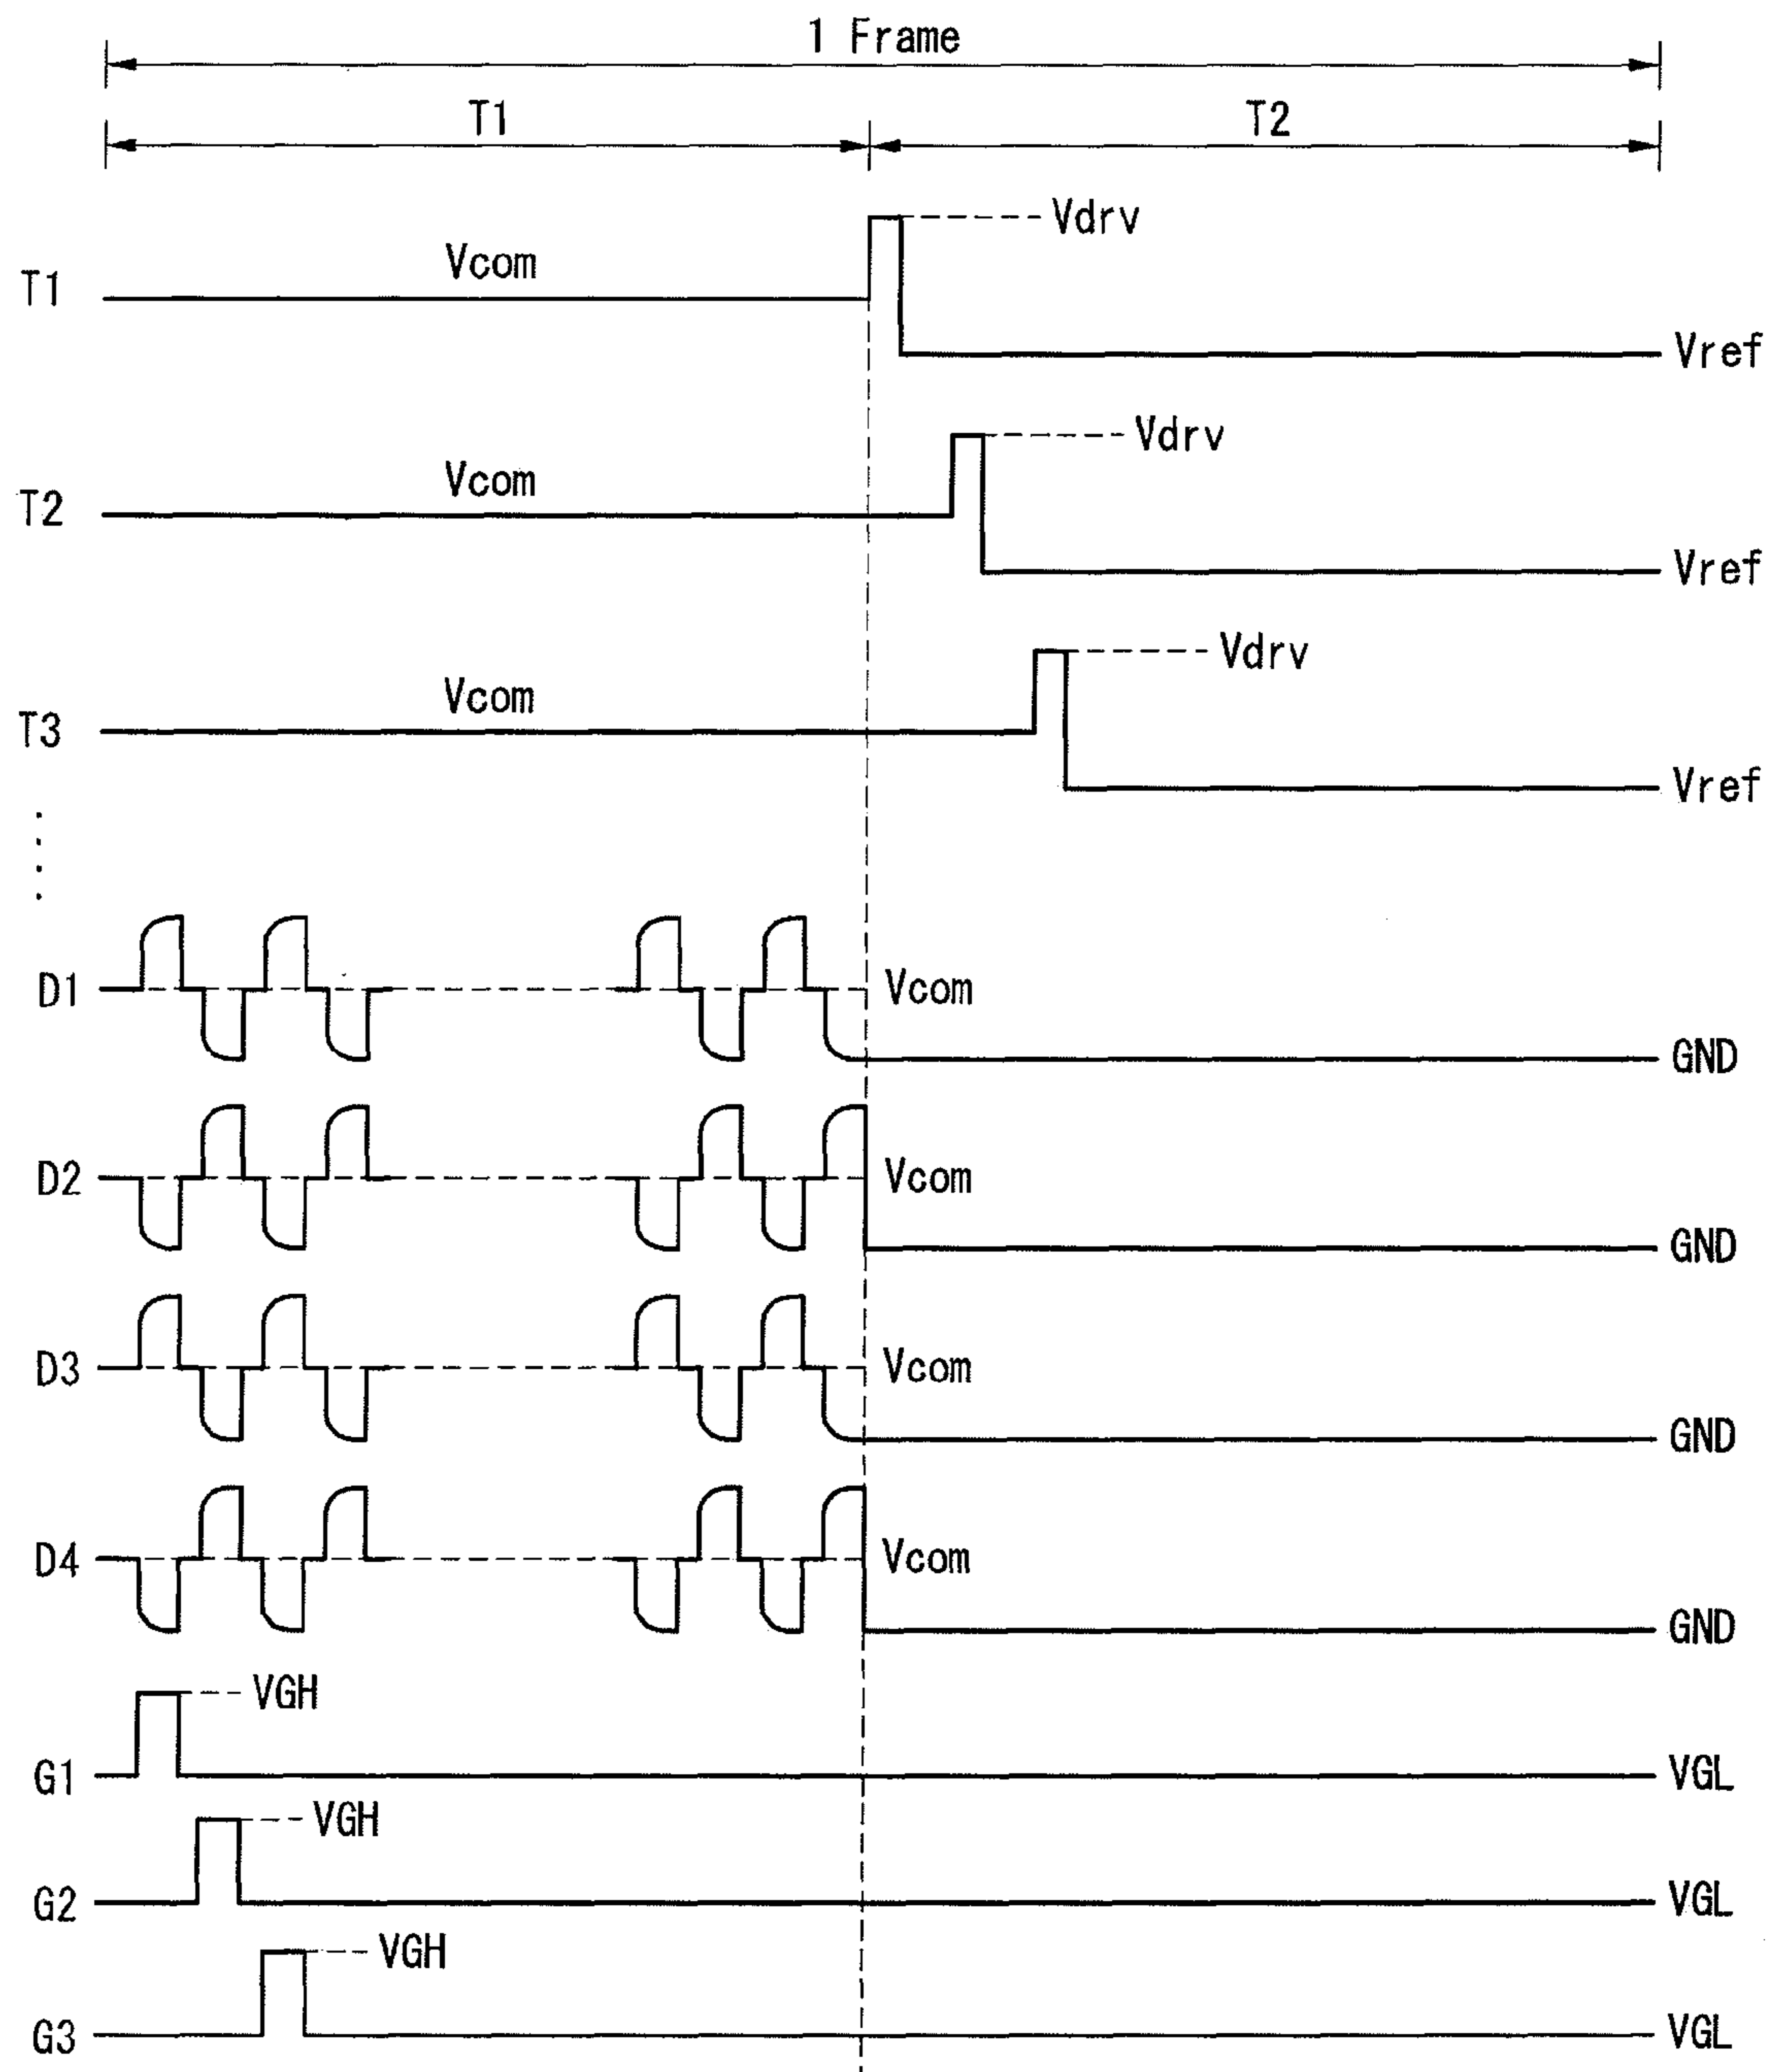 1 Frame
T1 T2
Vdrv
Vcom
T1
Vref
Vdrv
Vcom
T2
Vref
Vdrv
Vcom
T3
Vref
D1 Vcom
GND
D2 Vcom
GND
D3 Vcom
GND
D4 Vcom
GND
VGH
G1 VGL
VGH
G2 VGL
VGH
G3 VGL